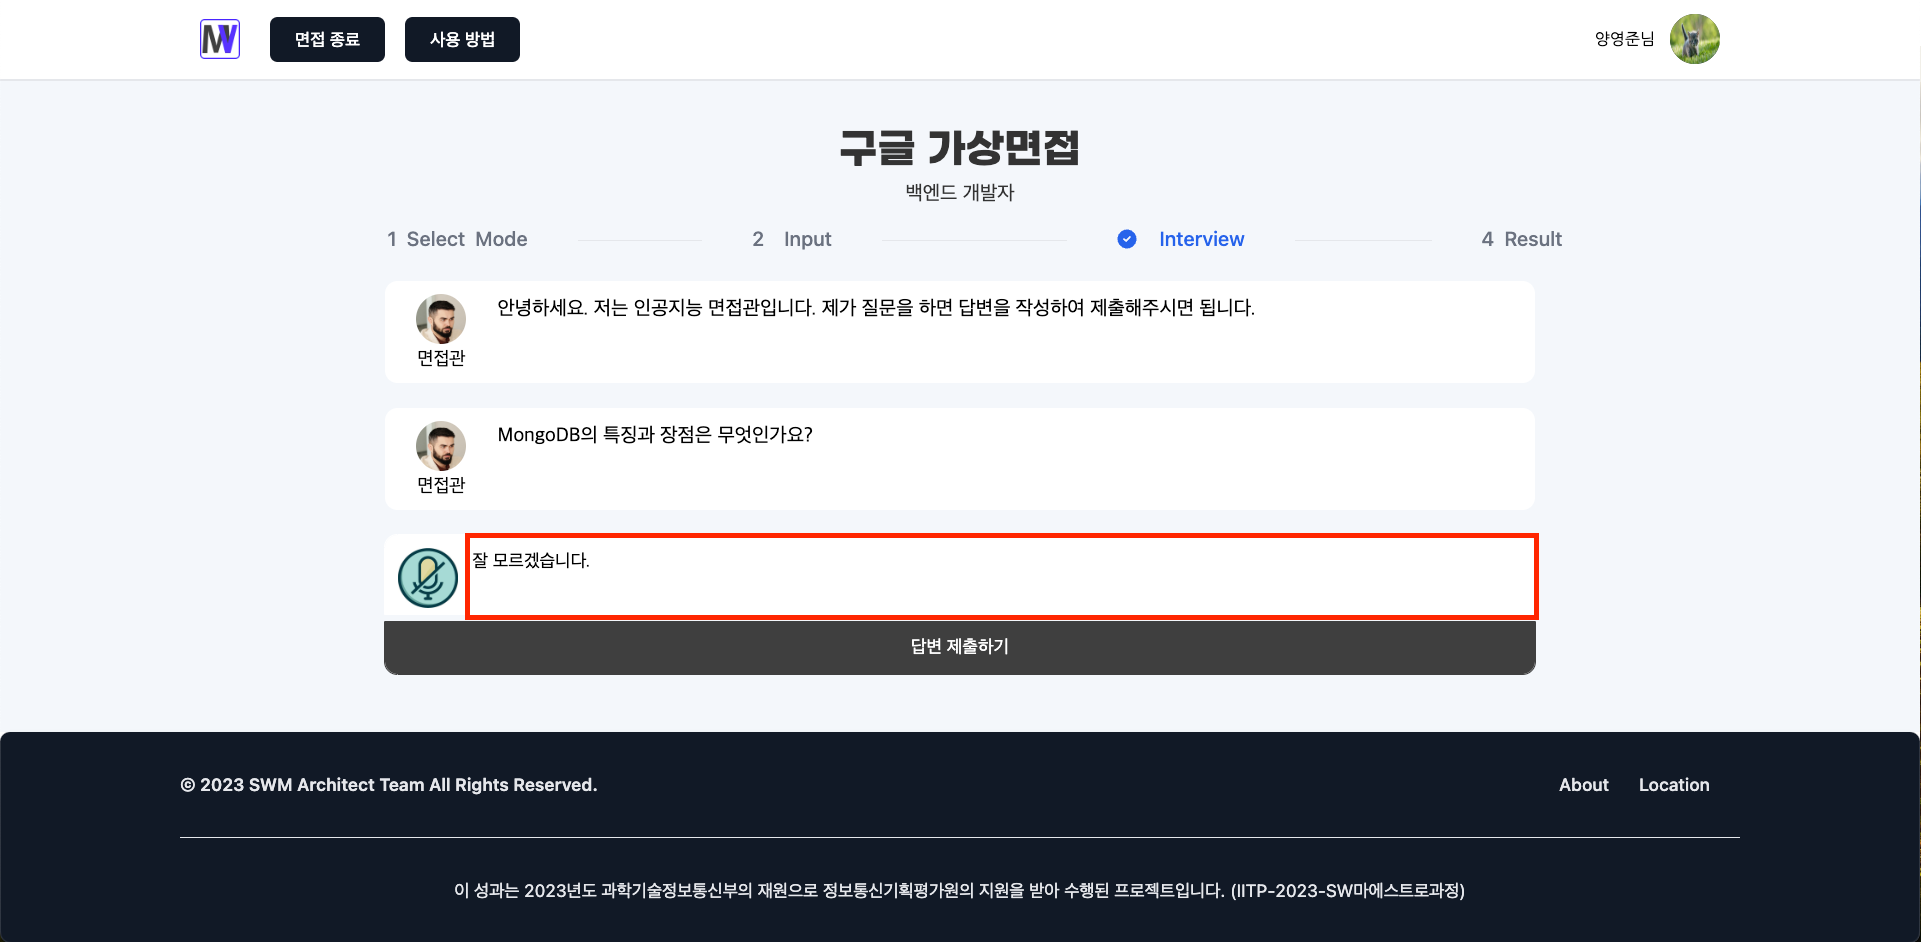 MV
면접 종료
사용 방법
양영준님
구글 가상면접
백엔드 개발자
1 Select Mode
2 Input
Interview
4 Result
안녕하세요. 저는 인공지능 면접관입니다. 제가 질문을 하면 답변을 작성하여 제출해주시면 됩니다.
면접관
MongoDB의 특징과 장점은 무엇인가요?
면접관
잘 모르겠습니다.
답변 제출하기
© 2023 SWM Architect Team All Rights Reserved.
About
Location
이 성과는 2023년도 과학기술정보통신부의 재원으로 정보통신기획평가원의 지원을 받아 수행된 프로젝트입니다. (IITP-2023-SW마에스트로과정)